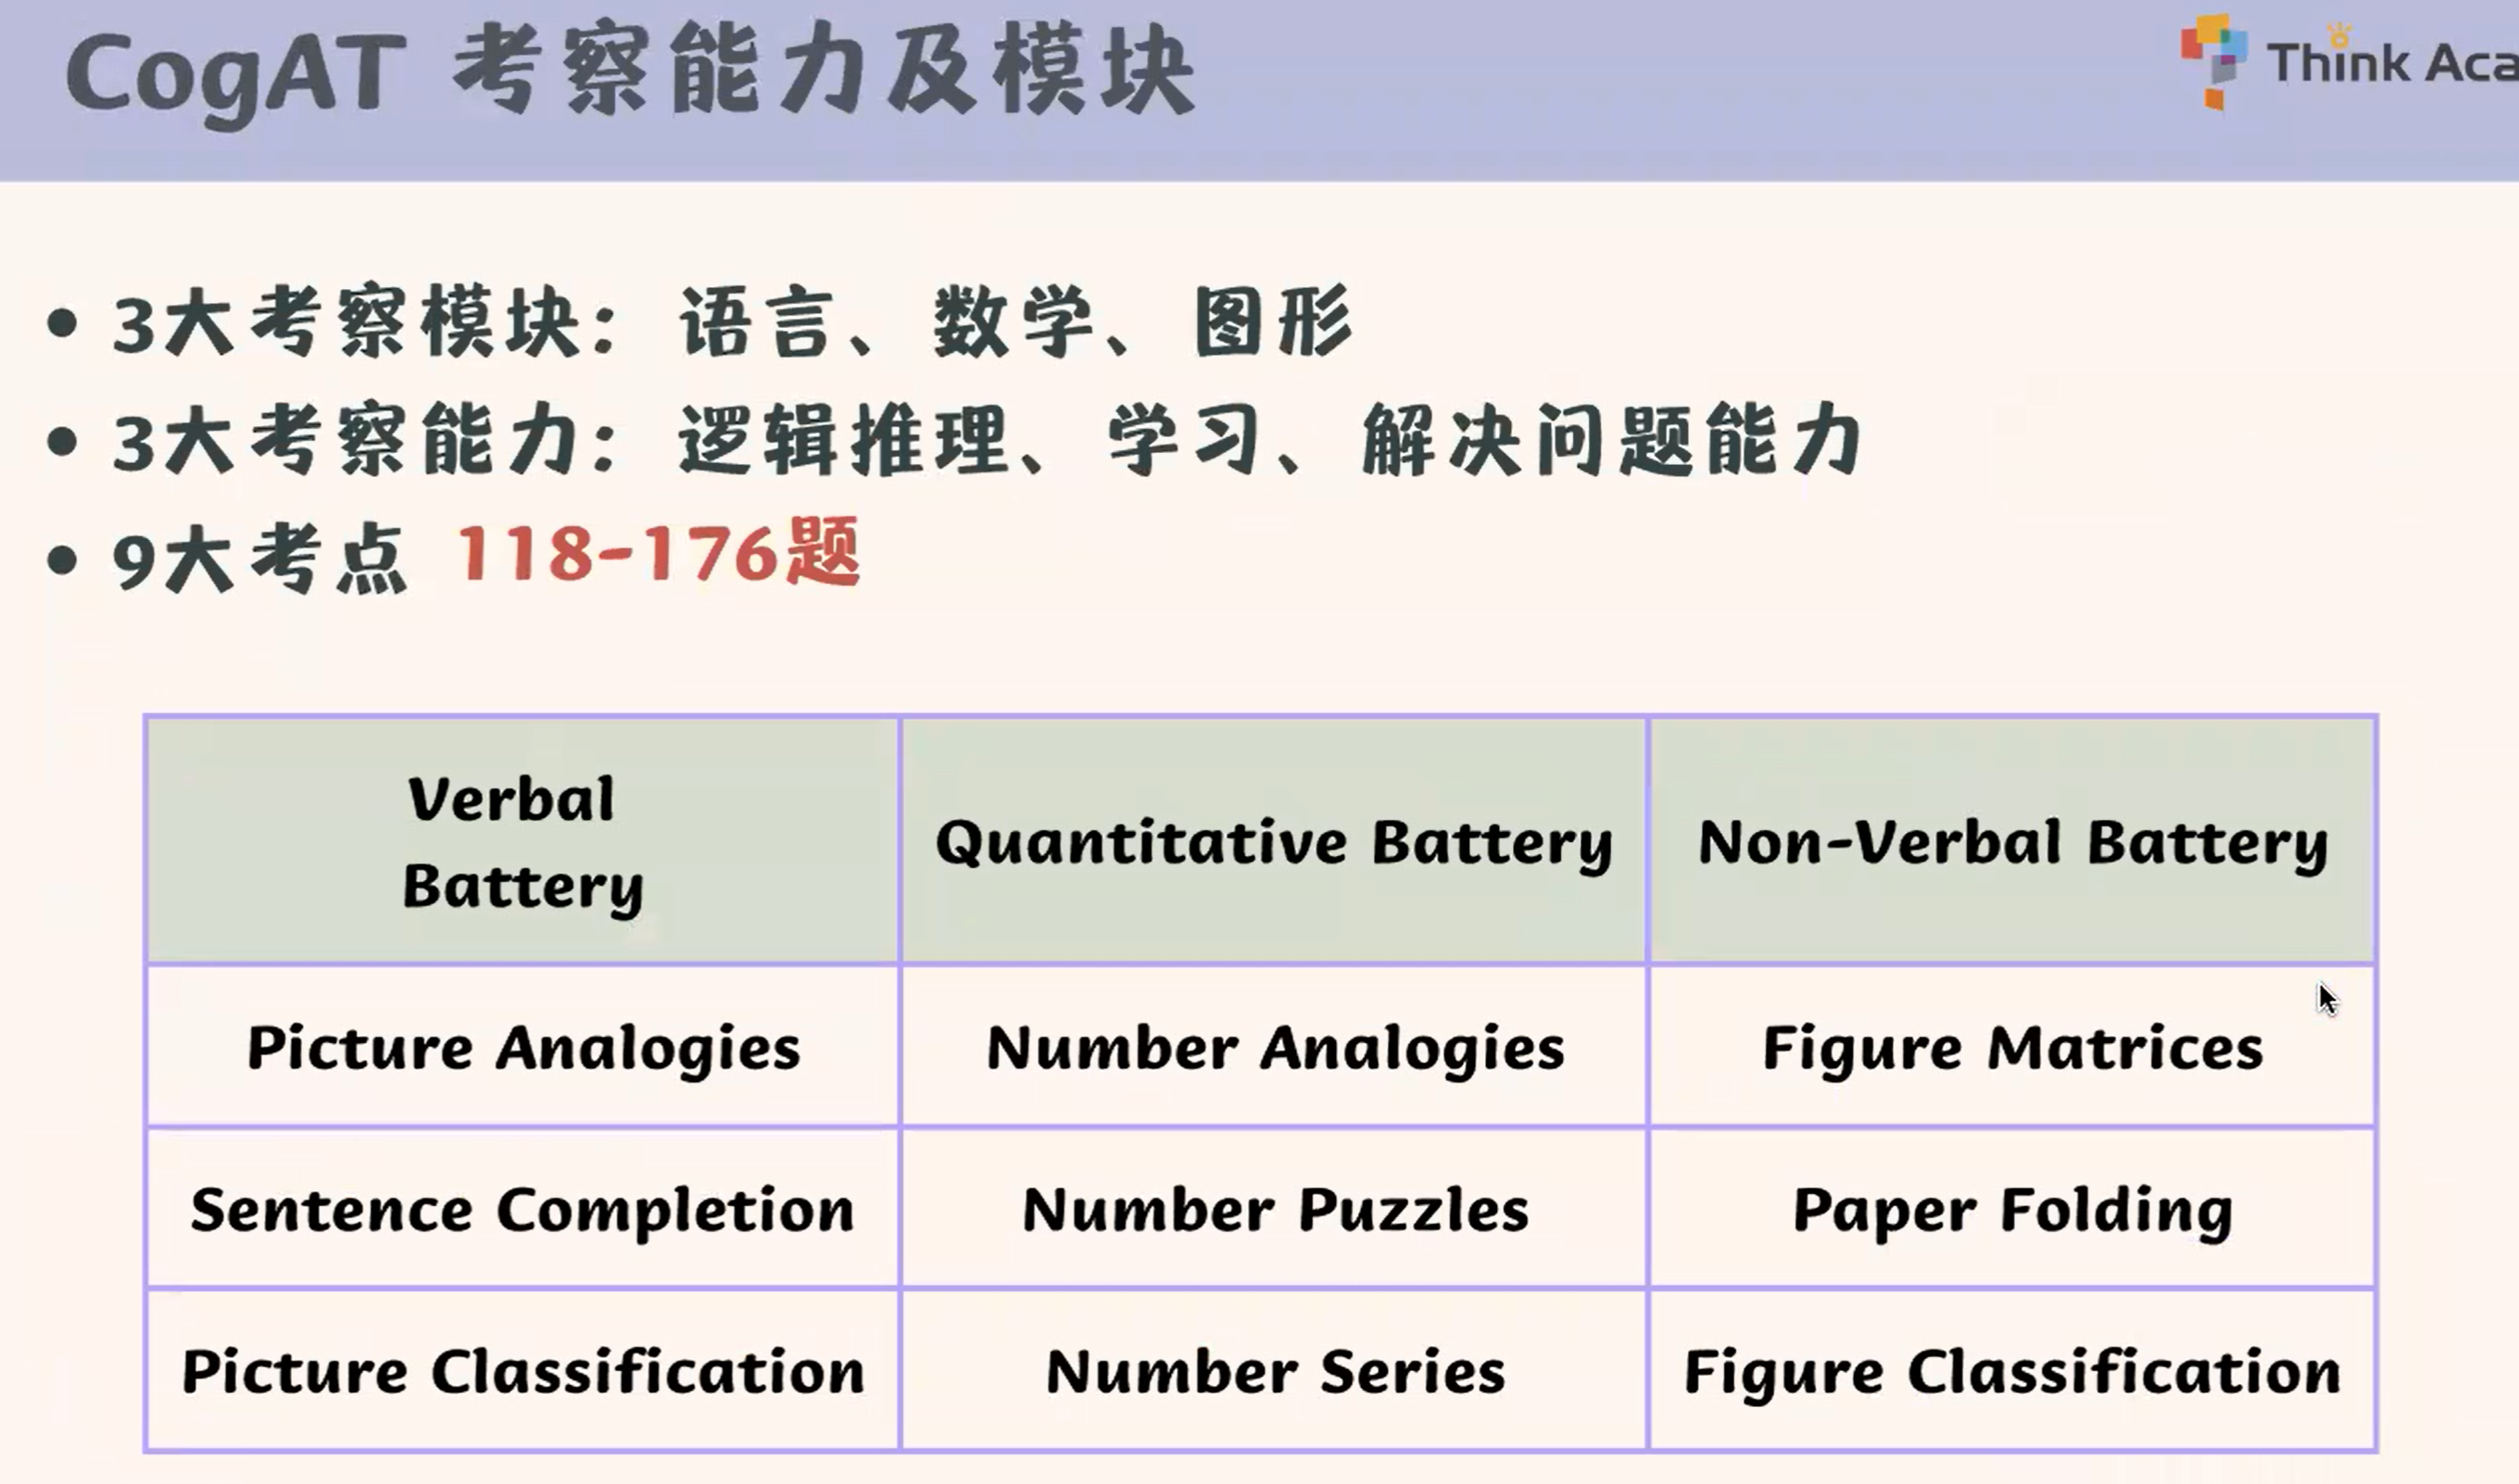 CogAT 考察能力及模块
Think Aca
• 3大考察模块：语言、数学、图形
• 3大考察能力：逻辑推理、学习、解决问题能力
• 9大考点 118-176题
Verbal
Battery
Quantitative Battery
Non-Verbal Battery
Picture Analogies
Number Analogies
Figure Matrices
Sentence Completion
Number Puzzles
Paper Folding
Picture Classification
Number Series
Figure Classification